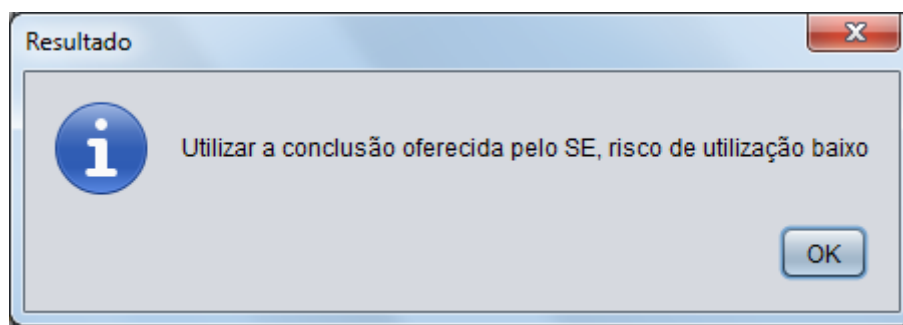 Resultado
Utilizar a conclusão oferecida pelo SE, risco de utilização baixo
OK